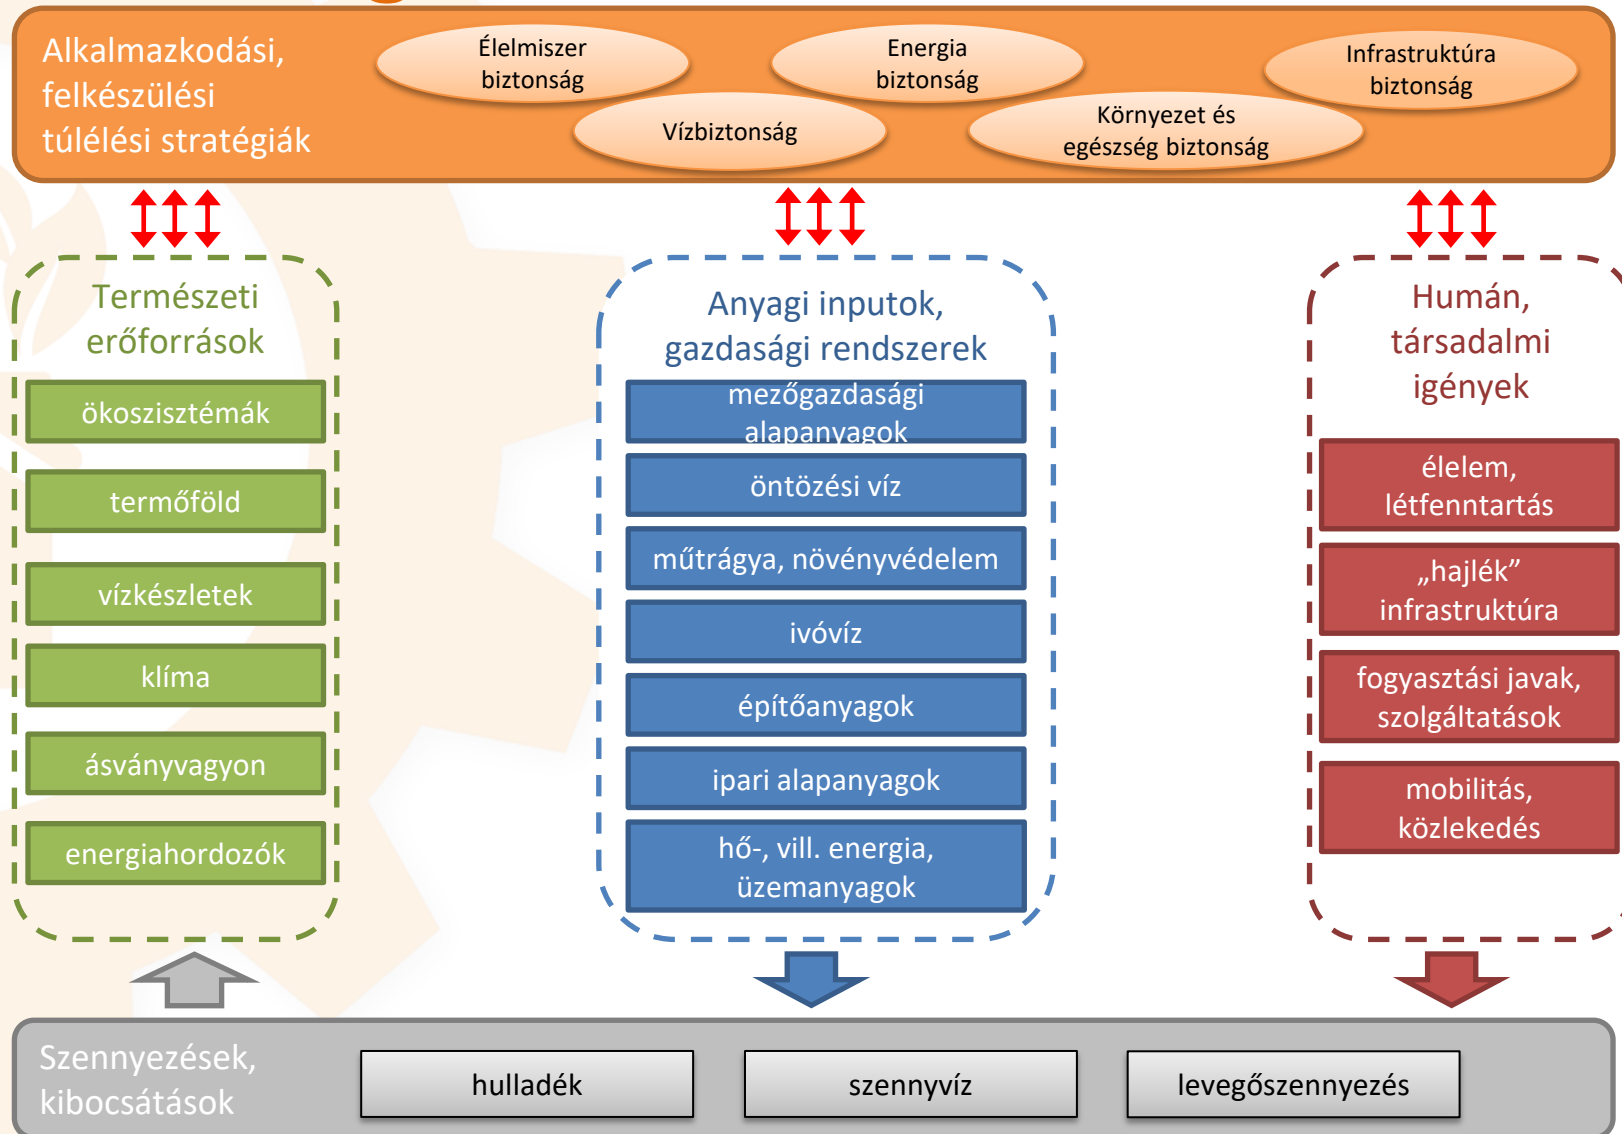 Alkalmazkodási,
felkészülési
túlélési stratégiák
Élelmiszer
biztonság
Energia
biztonság
Infrastruktúra
biztonság
Vízbiztonság
Környezet és
egészség biztonság
Természeti
erőforrások
ökoszisztémák
termőföld
vízkészletek
klíma
ásványvagyon
energiahordozók
Anyagi inputok,
gazdasági rendszerek
mezőgazdasági
alapanyagok
öntözési víz
műtrágya, növényvédelem
ivóvíz
építőanyagok
ipari alapanyagok
hő-, vill. energia,
üzemanyagok
Humán,
társadalmi
igények
élelem,
létfenntartás
„hajlék”
infrastruktúra
fogyasztási javak,
szolgáltatások
mobilitás,
közlekedés
Szennyezések,
kibocsátások
hulladék
szennyvíz
levegőszennyezés